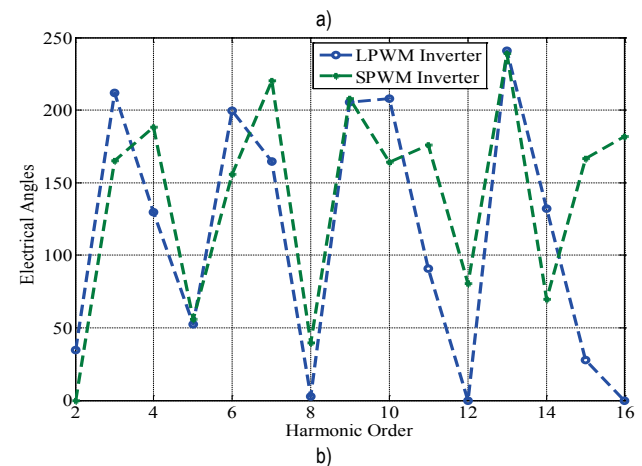 a)
250
200
150
100
50
0
Electrical Angles
LPWM Inverter
SPWM Inverter
2 4 6 8 10 12 14 16
Harmonic Order
b)